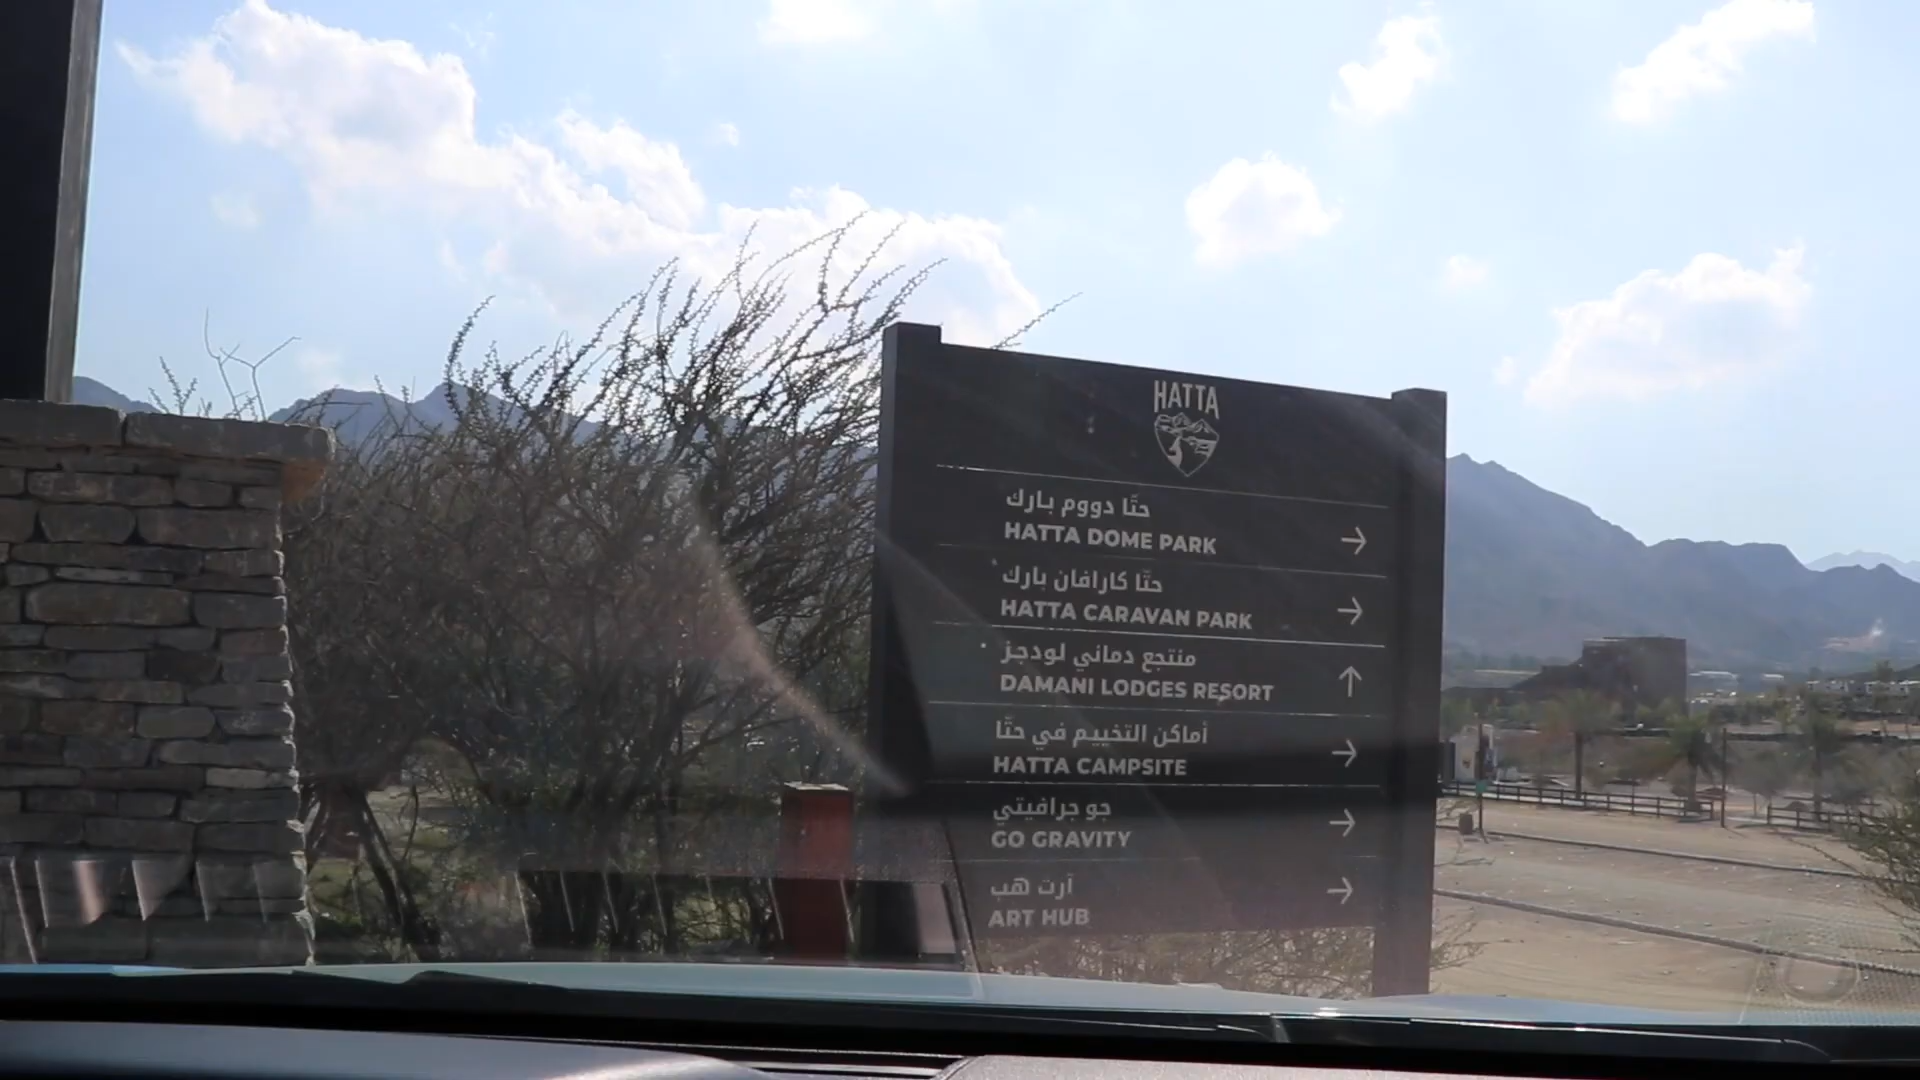 HATTA
حتّا دووم بارك
HATTA DOME PARK
حتّا كارافان بارك
HATTA CARAVAN PARK
منتجع دماني لودجز
DAMANI LODGES RESORT
أماكن التخييم في حتّا
HATTA CAMPSITE
جو جرافيتي
GO GRAVITY
آرت هب
ART HUB